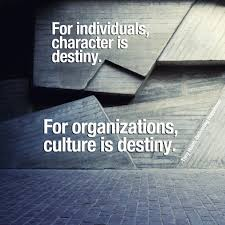 For individuals,
character is
destiny.
For organizations,
culture is destiny.